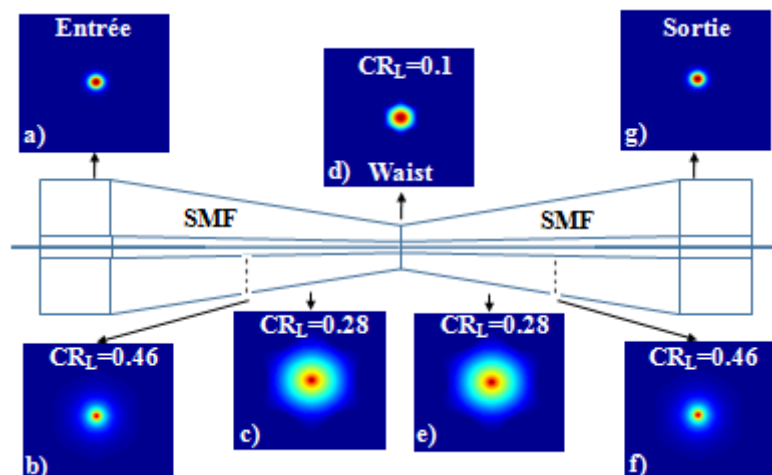 Entrée
a)
CR_L=0.1
d)
Waist
Sortie
g)
SMF
SMF
CR_L=0.46
b)
CR_L=0.28
c)
CR_L=0.28
e)
CR_L=0.46
f)